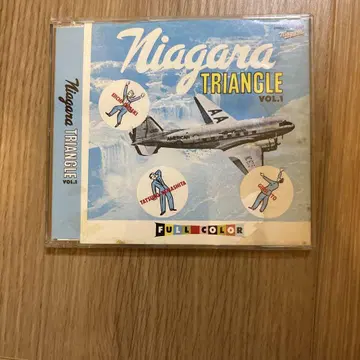 Niagara
TRIANGLE
VOL.1
Niagara
TRIANGLE
VOL.1
AA
TATSURO YAMASHITA
FULL COLOR